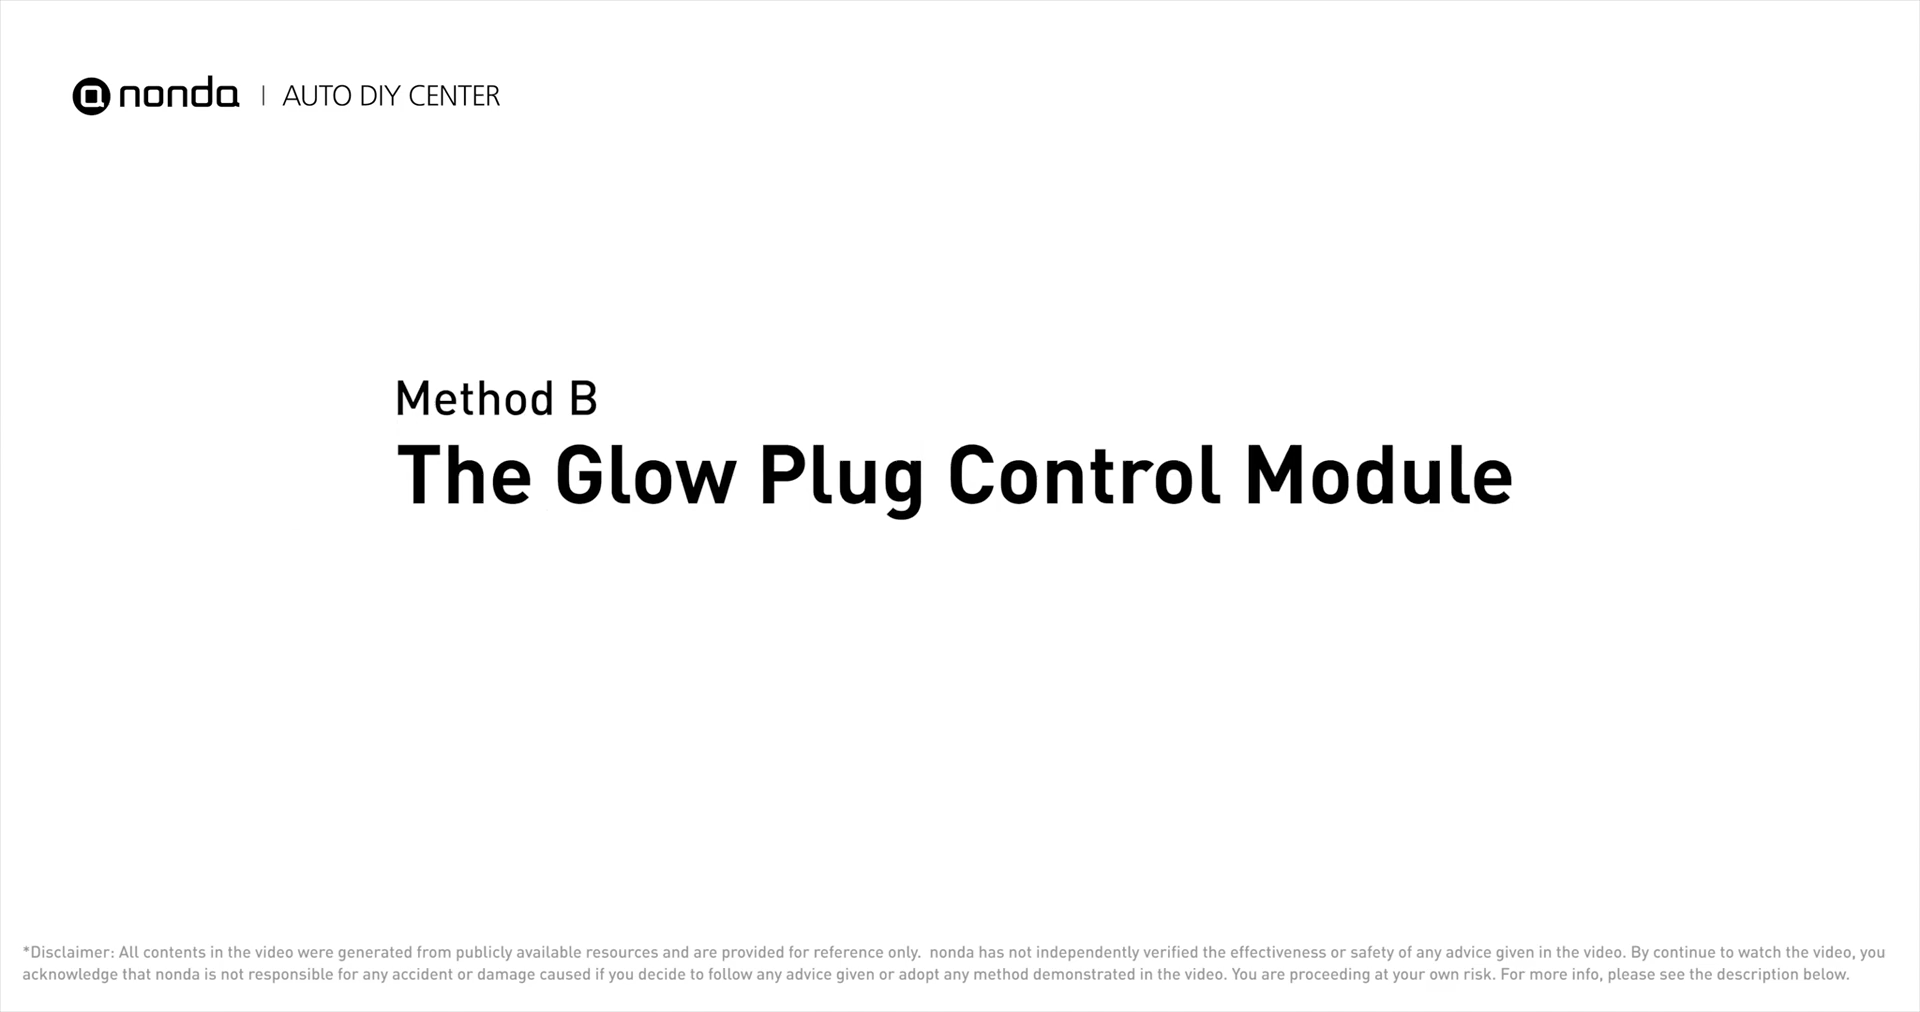 nonda | AUTO DIY CENTER
Method B
The Glow Plug Control Module
*Disclaimer: All contents in the video were generated from publicly available resources and are provided for reference only.  nonda has not independently verified the effectiveness or safety of any advice given in the video. By continue to watch the video, you
acknowledge that nonda is not responsible for any accident or damage caused if you decide to follow any advice given or adopt any method demonstrated in the video. You are proceeding at your own risk. For more info, please see the description below.